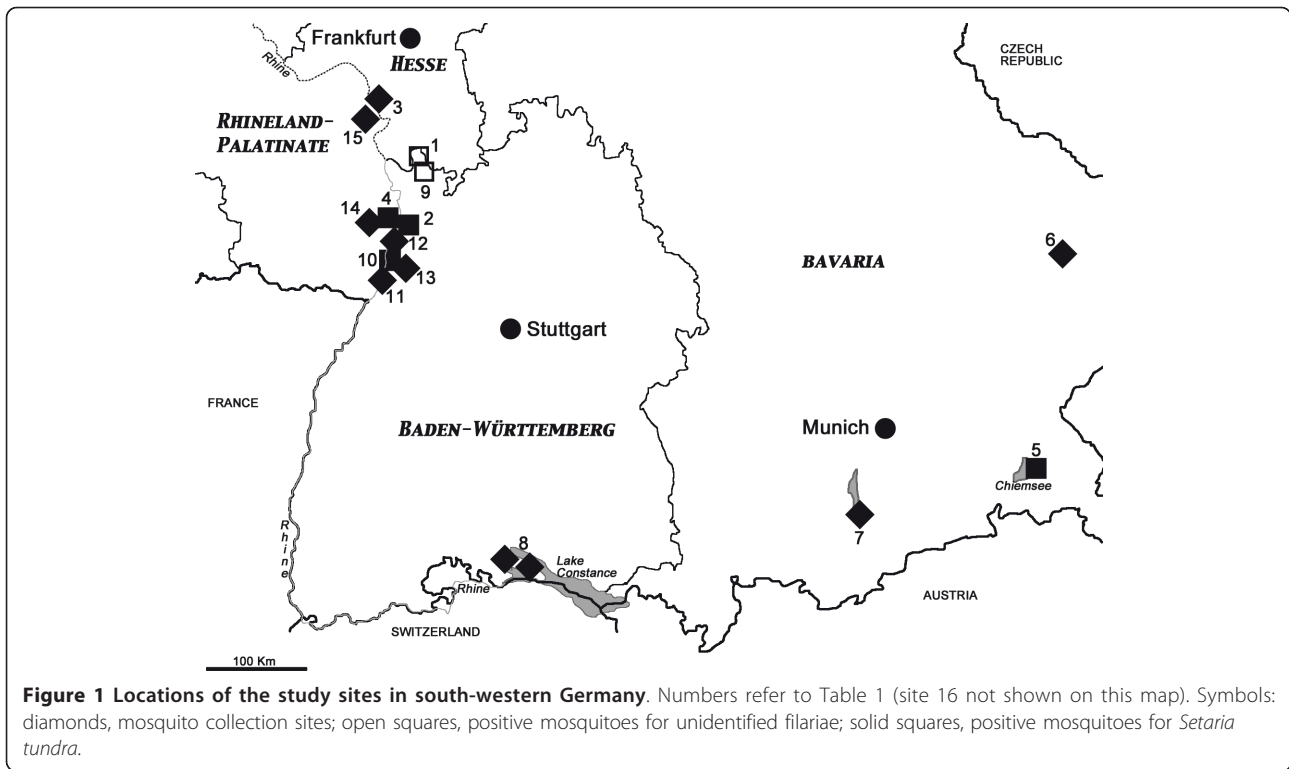 Frankfurt
HESSE
Rhine
CZECH
REPUBLIC
3
RHINELAND-
PALATINATE
15
1
9
4
14
2
12
10
13
11
6
BAVARIA
Stuttgart
FRANCE
BADEN-WÜRTTEMBERG
Munich
5
Chiemsee
7
Rhine
8
Lake
Constance
Rhine
AUSTRIA
SWITZERLAND
100 Km
Figure 1 Locations of the study sites in south-western Germany. Numbers refer to Table 1 (site 16 not shown on this map). Symbols:
diamonds, mosquito collection sites; open squares, positive mosquitoes for unidentified filariae; solid squares, positive mosquitoes for Setaria
tundra.